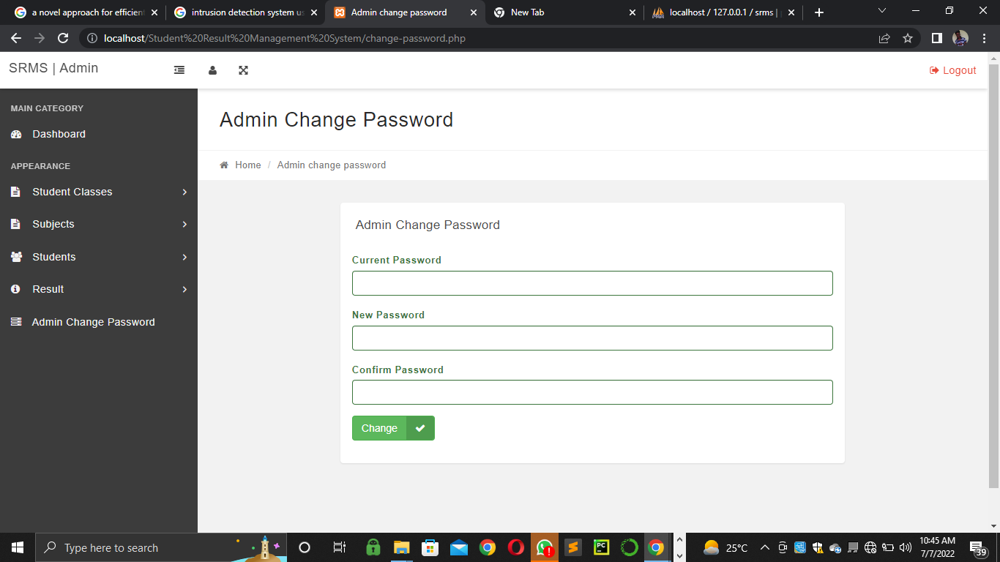 a novel approach for efficien
intrusion detection system us
Admin change password
New Tab
localhost / 127.0.0.1 / srms |
localhost/Student%20Result%20Management%20System/change-password.php
SRMS | Admin
Logout
MAIN CATEGORY
Dashboard
APPEARANCE
Student Classes
Subjects
Students
Result
Admin Change Password
Admin Change Password
Home / Admin change password
Admin Change Password
Current Password
New Password
Confirm Password
Change
Type here to search
PC
25°C
10:45 AM
7/7/2022
39